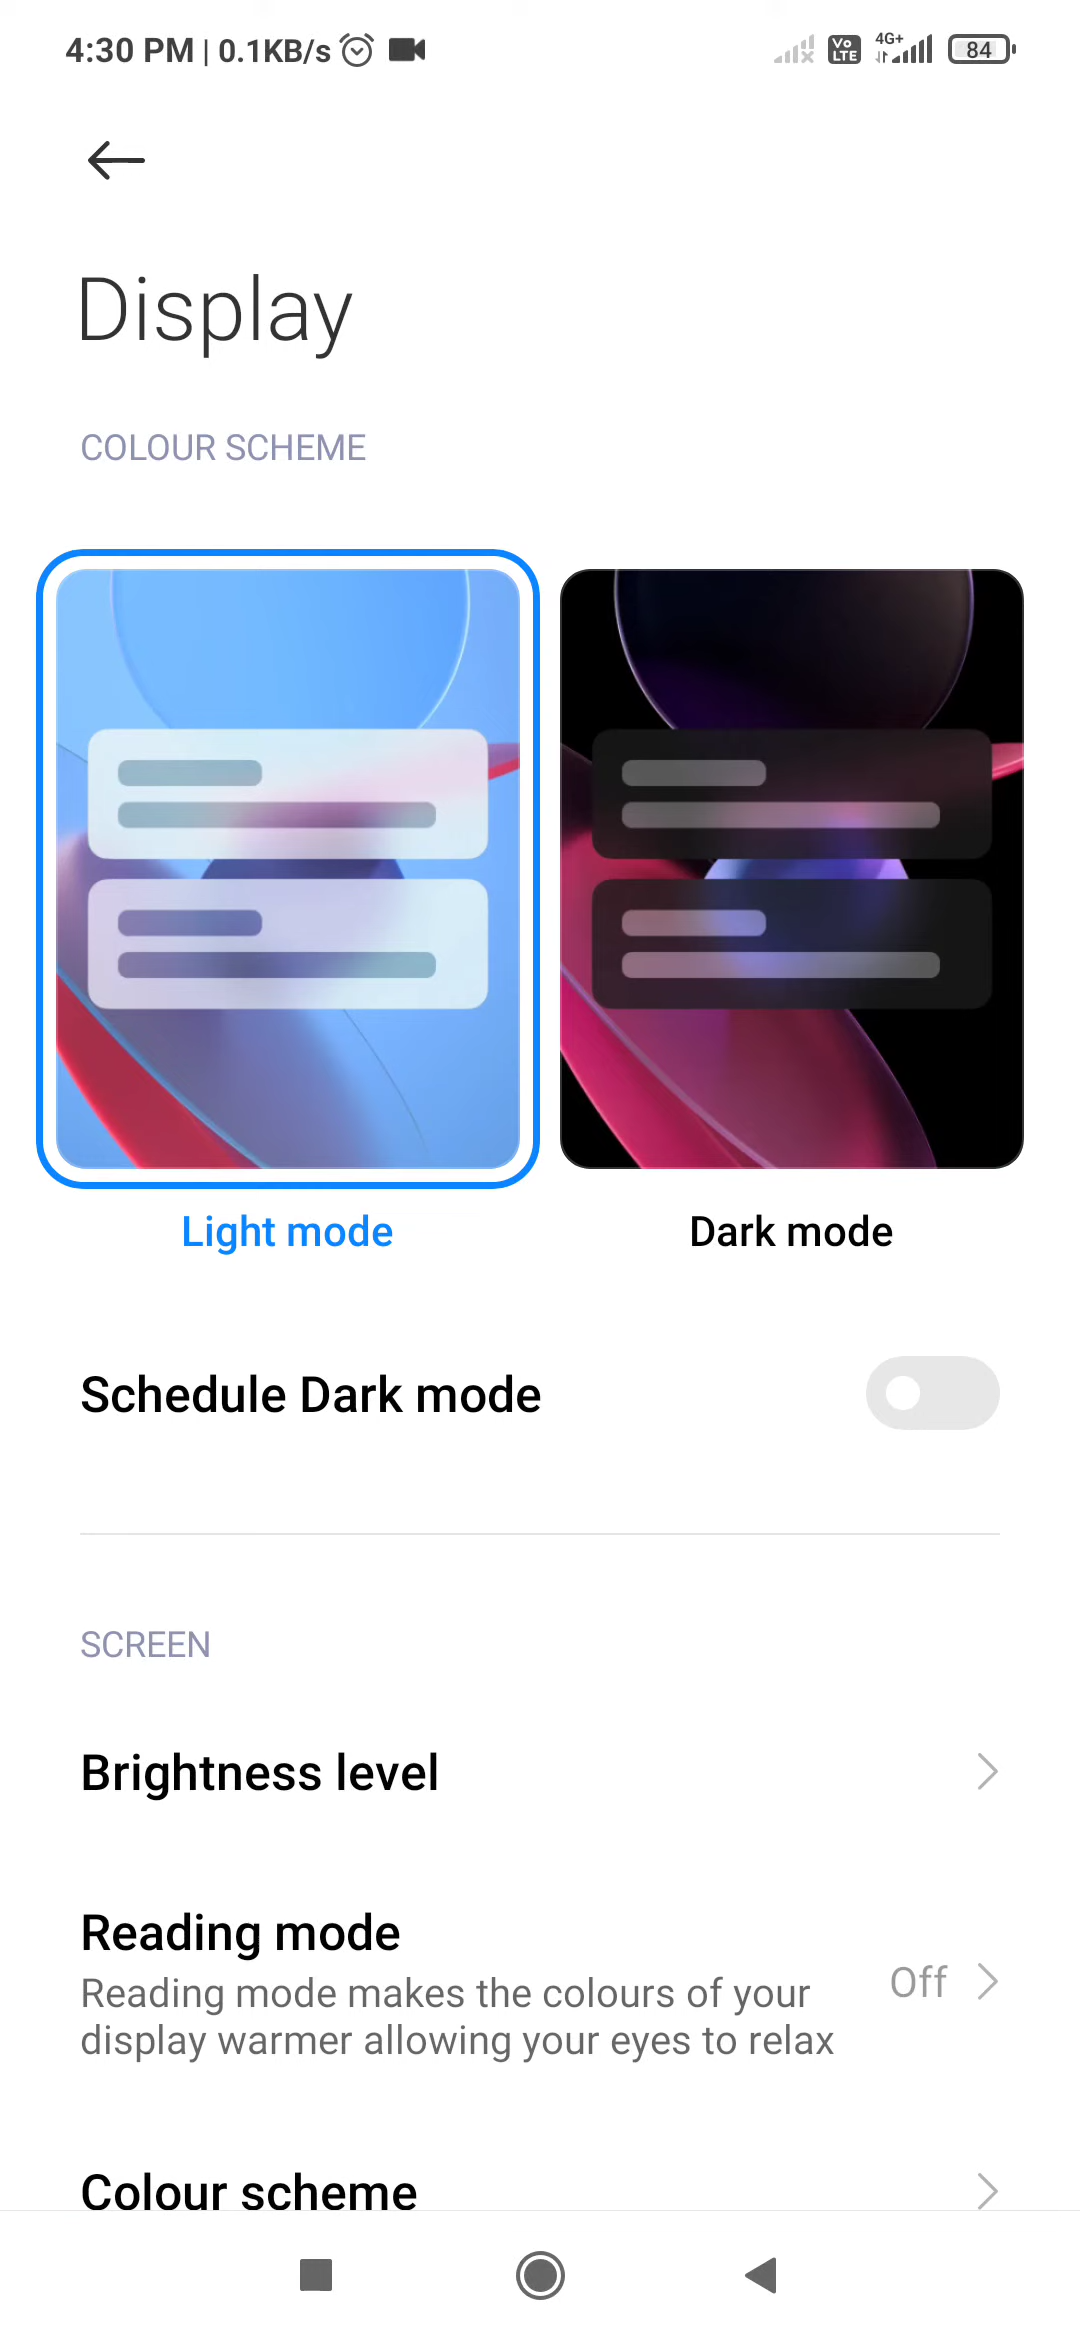 4:30 PM | 0.1KB/s
Vo LTE 4G+ 84
Display
COLOUR SCHEME
Light mode
Dark mode
Schedule Dark mode
SCREEN
Brightness level
Reading mode
Reading mode makes the colours of your
display warmer allowing your eyes to relax
Off
Colour scheme